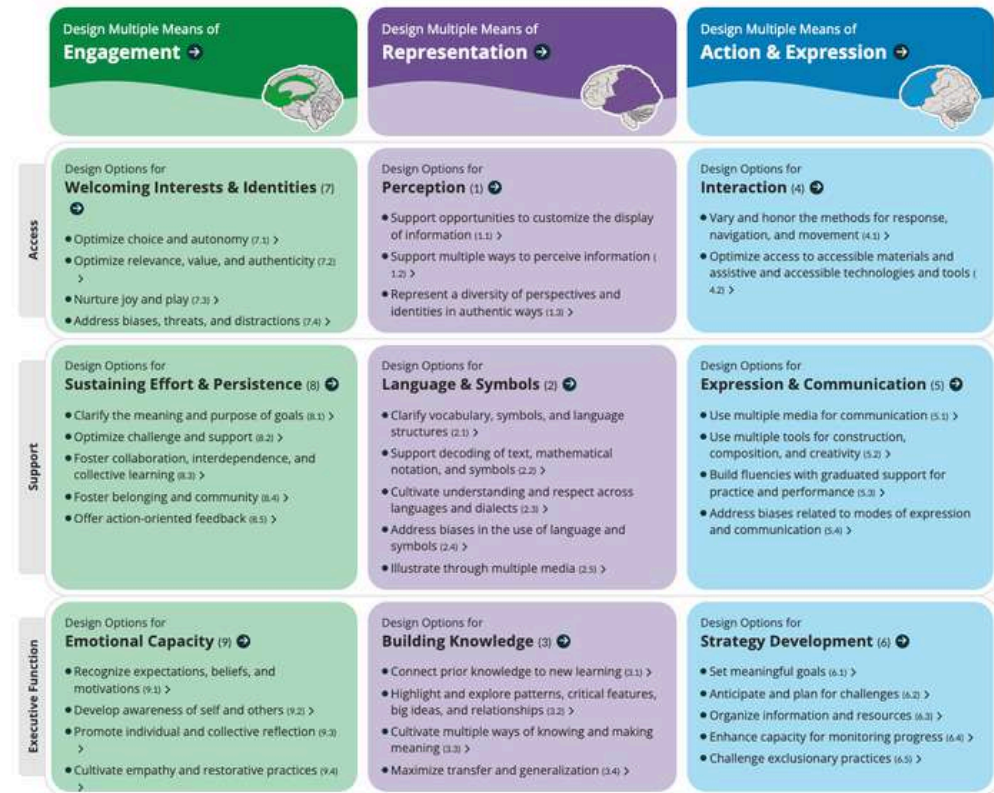 Design Multiple Means of
Engagement
Design Multiple Means of
Representation
Design Multiple Means of
Action & Expression
Access
Design Options for
Welcoming Interests & Identities (7)
• Optimize choice and autonomy (7.1) >
• Optimize relevance, value, and authenticity (7.2)
>
• Nurture joy and play (7.3) >
• Address biases, threats, and distractions (7.4) >
Design Options for
Perception (1)
• Support opportunities to customize the display
of information (1.1) >
• Support multiple ways to perceive information (
1.2) >
• Represent a diversity of perspectives and
identities in authentic ways (1.3) >
Design Options for
Interaction (4)
• Vary and honor the methods for response,
navigation, and movement (4.1) >
• Optimize access to accessible materials and
assistive and accessible technologies and tools (
4.2) >
Support
Design Options for
Sustaining Effort & Persistence (8)
• Clarify the meaning and purpose of goals (8.1) >
• Optimize challenge and support (8.2) >
• Foster collaboration, interdependence, and
collective learning (8.3) >
• Foster belonging and community (8.4) >
• Offer action-oriented feedback (8.5) >
Design Options for
Language & Symbols (2)
• Clarify vocabulary, symbols, and language
structures (2.1) >
• Support decoding of text, mathematical
notation, and symbols (2.2) >
• Cultivate understanding and respect across
languages and dialects (2.3) >
• Address biases in the use of language and
symbols (2.4) >
• Illustrate through multiple media (2.5) >
Design Options for
Expression & Communication (5)
• Use multiple media for communication (5.1) >
• Use multiple tools for construction,
composition, and creativity (5.2) >
• Build fluencies with graduated support for
practice and performance (5.3) >
• Address biases related to modes of expression
and communication (5.4) >
Executive Function
Design Options for
Emotional Capacity (9)
• Recognize expectations, beliefs, and
motivations (9.1) >
• Develop awareness of self and others (9.2) >
• Promote individual and collective reflection (9.3)
>
• Cultivate empathy and restorative practices (9.4)
>
Design Options for
Building Knowledge (3)
• Connect prior knowledge to new learning (3.1) >
• Highlight and explore patterns, critical features,
big ideas, and relationships (3.2) >
• Cultivate multiple ways of knowing and making
meaning (3.3) >
• Maximize transfer and generalization (3.4) >
Design Options for
Strategy Development (6)
• Set meaningful goals (6.1) >
• Anticipate and plan for challenges (6.2) >
• Organize information and resources (6.3) >
• Enhance capacity for monitoring progress (6.4) >
• Challenge exclusionary practices (6.5) >